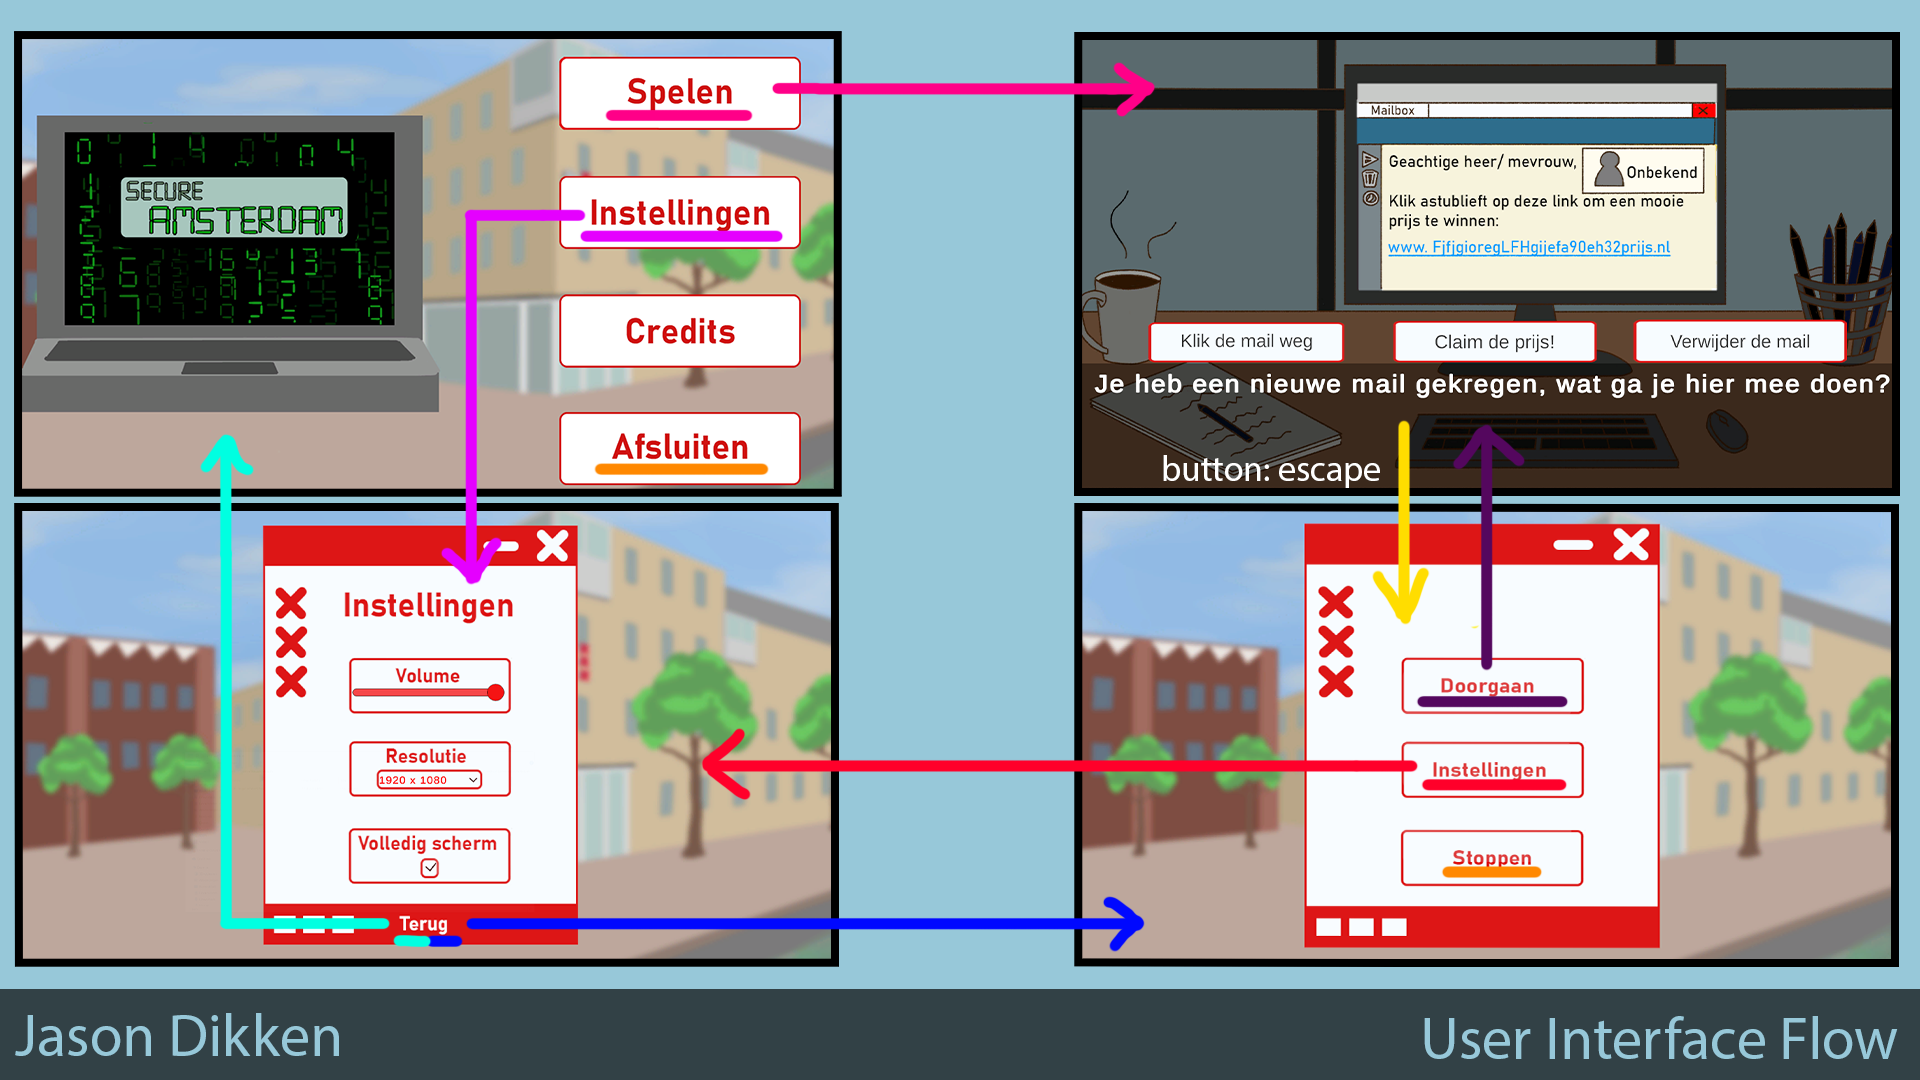 SECURE
AMSTERDAM
Spelen
Instellingen
Credits
Afsluiten
Mailbox
Geachtige heer/ mevrouw,
Onbekend
Klik astublieft op deze link om een mooie
prijs te winnen:
www. FjfjgioregLFHgijefa90eh32prijs.nl
Klik de mail weg
Claim de prijs!
Verwijder de mail
Je heb een nieuwe mail gekregen, wat ga je hier mee doen?
button: escape
Instellingen
Volume
Resolutie
1920 x 1080
Volledig scherm
Terug
Doorgaan
Instellingen
Stoppen
Jason Dikken
User Interface Flow